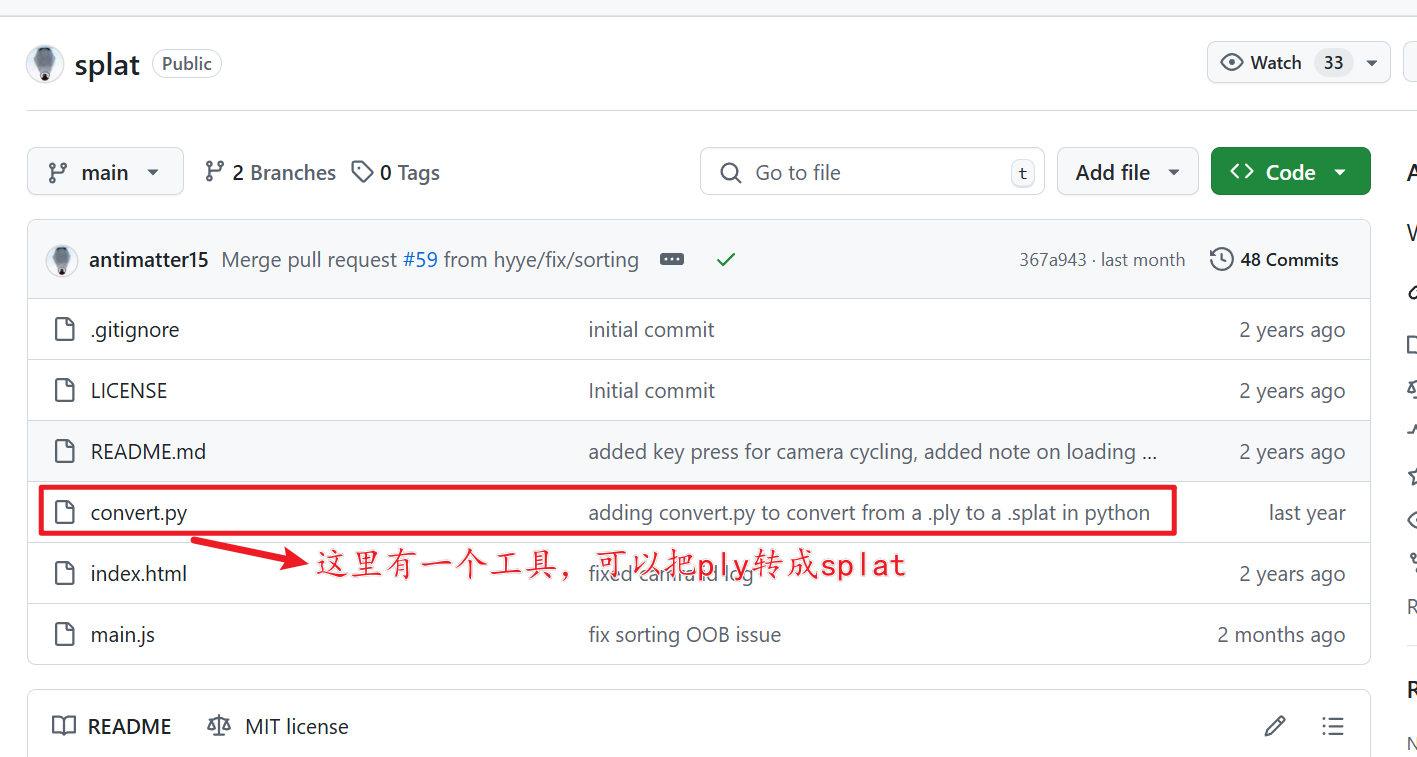 splat Public Watch 33
main 2 Branches 0 Tags Go to file t Add file Code
antimatter15 Merge pull request #59 from hyye/fix/sorting 367a943 · last month 48 Commits
.gitignore initial commit 2 years ago
LICENSE Initial commit 2 years ago
README.md added key press for camera cycling, added note on loading ... 2 years ago
convert.py adding convert.py to convert from a .ply to a .splat in python last year
这里有一个工具，可以把ply转成splat
index.html fixed log 2 years ago
main.js fix sorting OOB issue 2 months ago
README MIT license